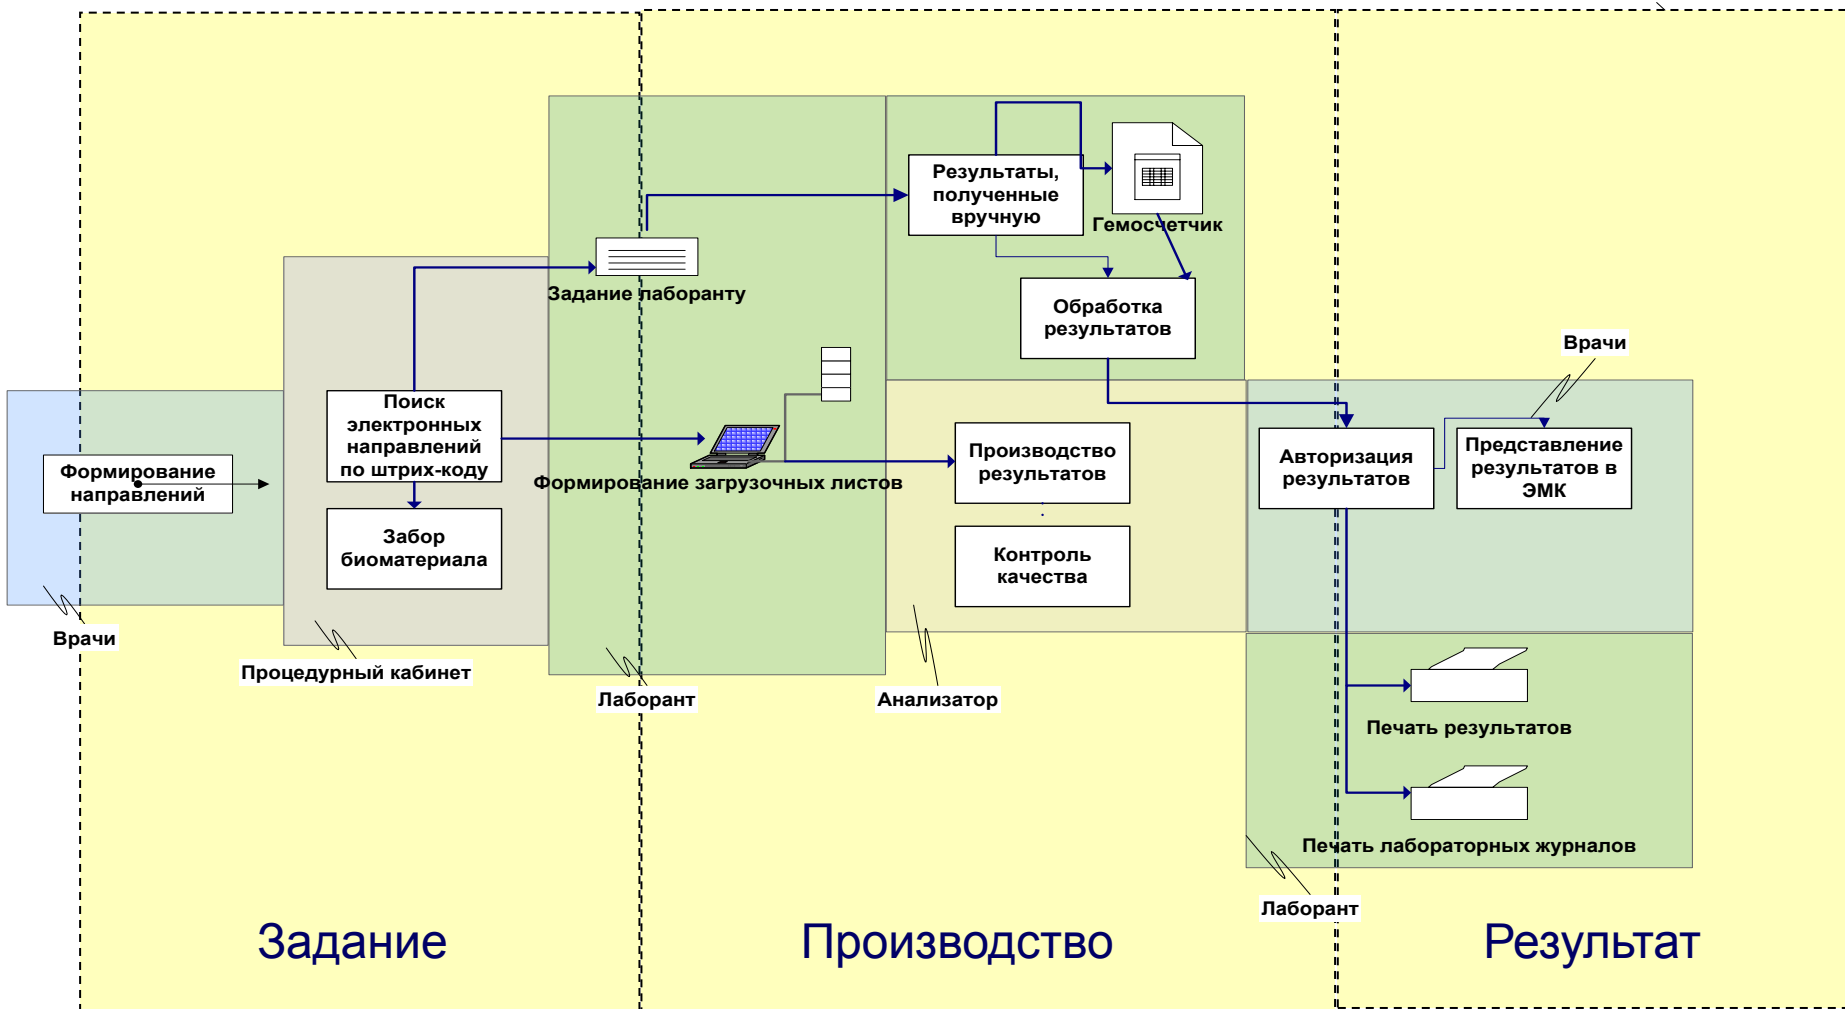 Результаты,
полученные
вручную
Гемосчетчик
Задание лаборанту
Обработка
результатов
Врачи
Поиск
электронных
направлений
по штрих-коду
Формирование
направлений
Формирование загрузочных листов
Производство
результатов
Авторизация
результатов
Представление
результатов в
ЭМК
Забор
биоматериала
Контроль
качества
Врачи
Процедурный кабинет
Лаборант
Анализатор
Печать результатов
Печать лабораторных журналов
Лаборант
Задание
Производство
Результат